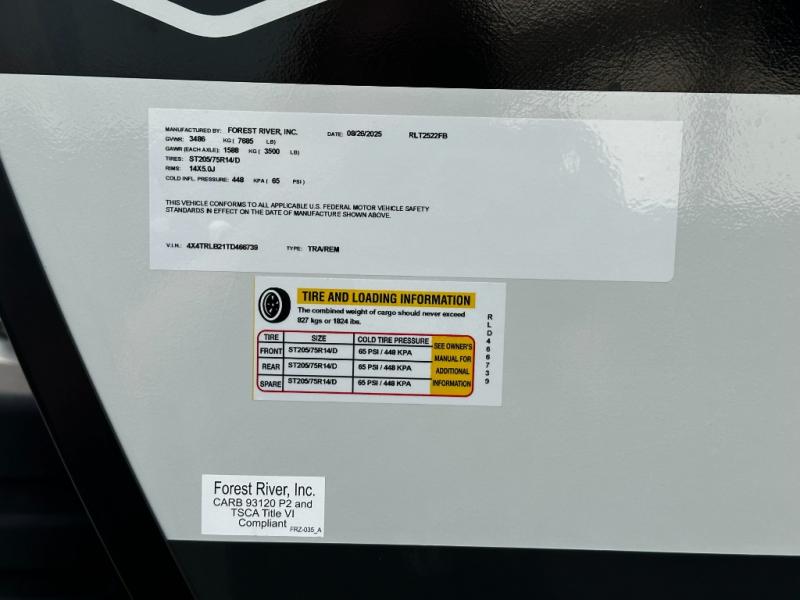 MANUFACTURED BY: FOREST RIVER, INC. DATE: 08/26/2025 RLT2522FB
GVWR: 3486 KG ( 7685 LB)
GAWR (EACH AXLE): 1588 KG ( 3500 LB)
TIRES: ST205/75R14/D
RIMS: 14X5.0J
COLD INFL. PRESSURE: 448 KPA ( 65 PSI )
THIS VEHICLE CONFORMS TO ALL APPLICABLE U.S. FEDERAL MOTOR VEHICLE SAFETY
STANDARDS IN EFFECT ON THE DATE OF MANUFACTURE SHOWN ABOVE.
V.I.N.: 4X4TRLB21TD466739 TYPE: TRA/REM
TIRE AND LOADING INFORMATION
The combined weight of cargo should never exceed
827 kgs or 1824 lbs.
TIRE SIZE COLD TIRE PRESSURE
FRONT ST205/75R14/D 65 PSI / 448 KPA
REAR ST205/75R14/D 65 PSI / 448 KPA
SPARE ST205/75R14/D 65 PSI / 448 KPA
SEE OWNER'S
MANUAL FOR
ADDITIONAL
INFORMATION
RLD466739
Forest River, Inc.
CARB 93120 P2 and
TSCA Title VI
Compliant
FRZ-035_A